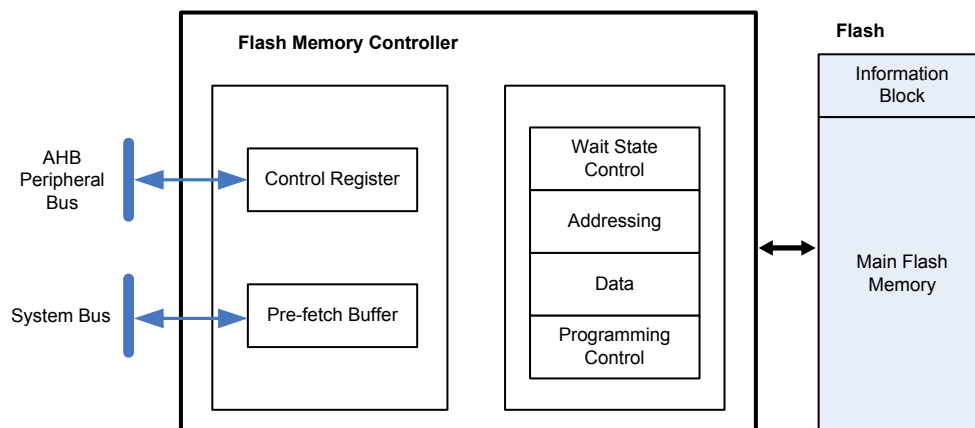 Flash Memory Controller
Flash
Information
Block
AHB
Peripheral
Bus
Control Register
Wait State
Control
Addressing
Data
Programming
Control
Main Flash
Memory
System Bus
Pre-fetch Buffer